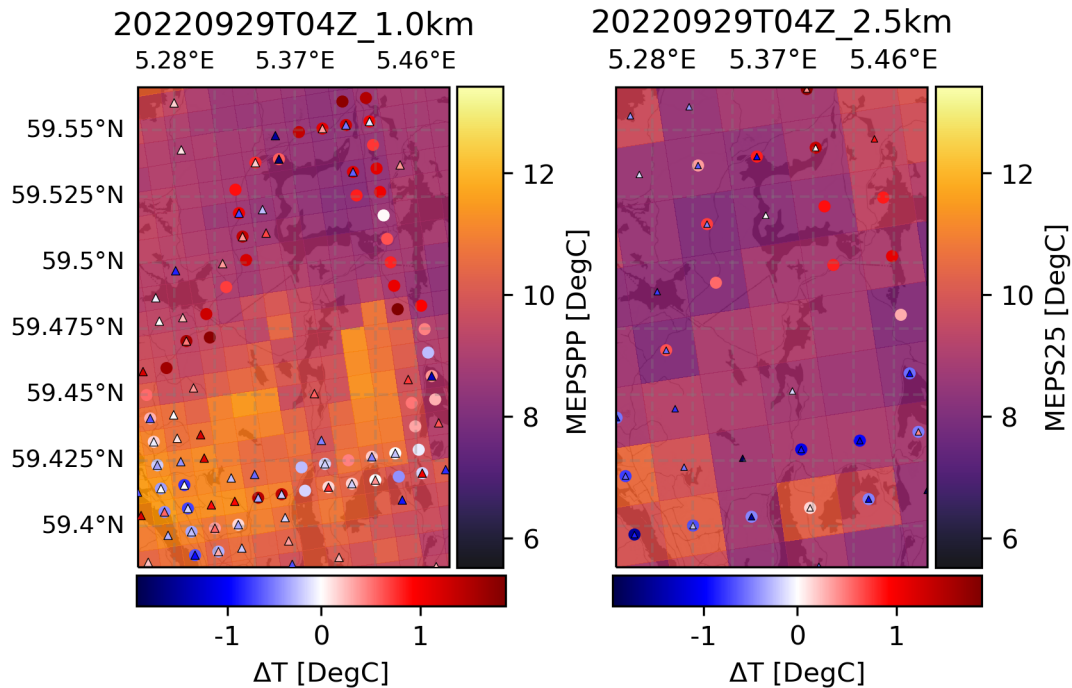 20220929T04Z_1.0km
5.28°E 5.37°E 5.46°E
59.55°N
59.525°N
59.5°N
59.475°N
59.45°N
59.425°N
59.4°N
12
10
8
6
MEPSPP [DegC]
-1 0 1
ΔT [DegC]
20220929T04Z_2.5km
5.28°E 5.37°E 5.46°E
12
10
8
6
MEPS25 [DegC]
-1 0 1
ΔT [DegC]